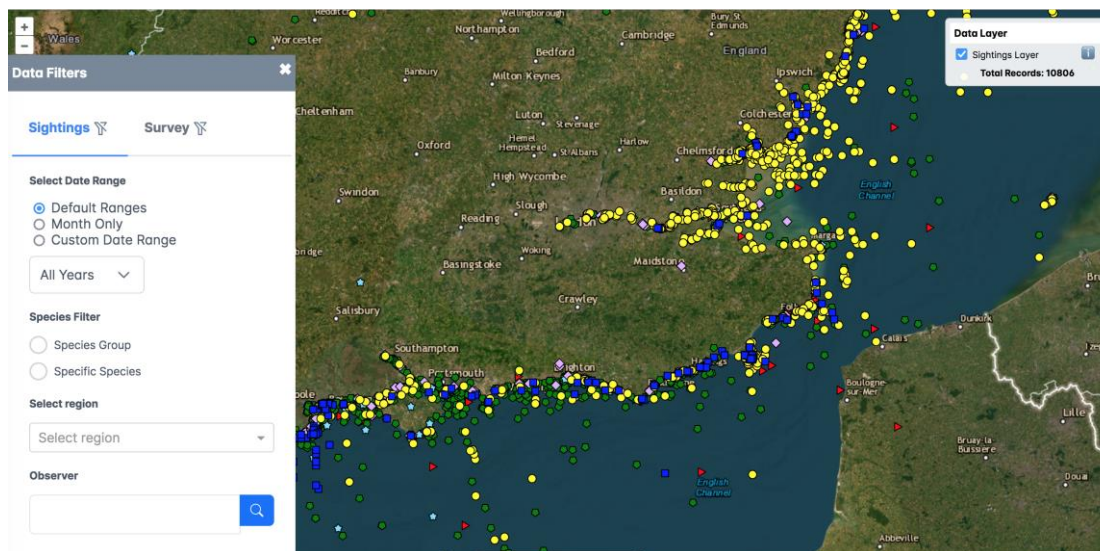 +
−
Wales
Worcester
Wellingborough
Northampton
Cambridge
Bury St
Edmunds
England
Bedford
Banbury
Milton Keynes
Ipswich
Cheltenham
Luton
Stevenage
Colchester
Oxford
Hemel
Hempstead
St Albans
Harlow
Chelmsford
High Wycombe
Swindon
Slough
Basildon
English
Channel
Reading
Woking
Maidstone
Basingstoke
Salisbury
Crawley
Southampton
Portsmouth
Dunkirk
Calais
Boulogne
sur Mer
Lille
Bruay-la
Buissiere
Douai
English
Channel
Abbeville
Data Layer
Sightings Layer
i
Total Records: 10806
Data Filters
✖
Sightings
Survey
Select Date Range
Default Ranges
Month Only
Custom Date Range
All Years
Species Filter
Species Group
Specific Species
Select region
Select region
Observer